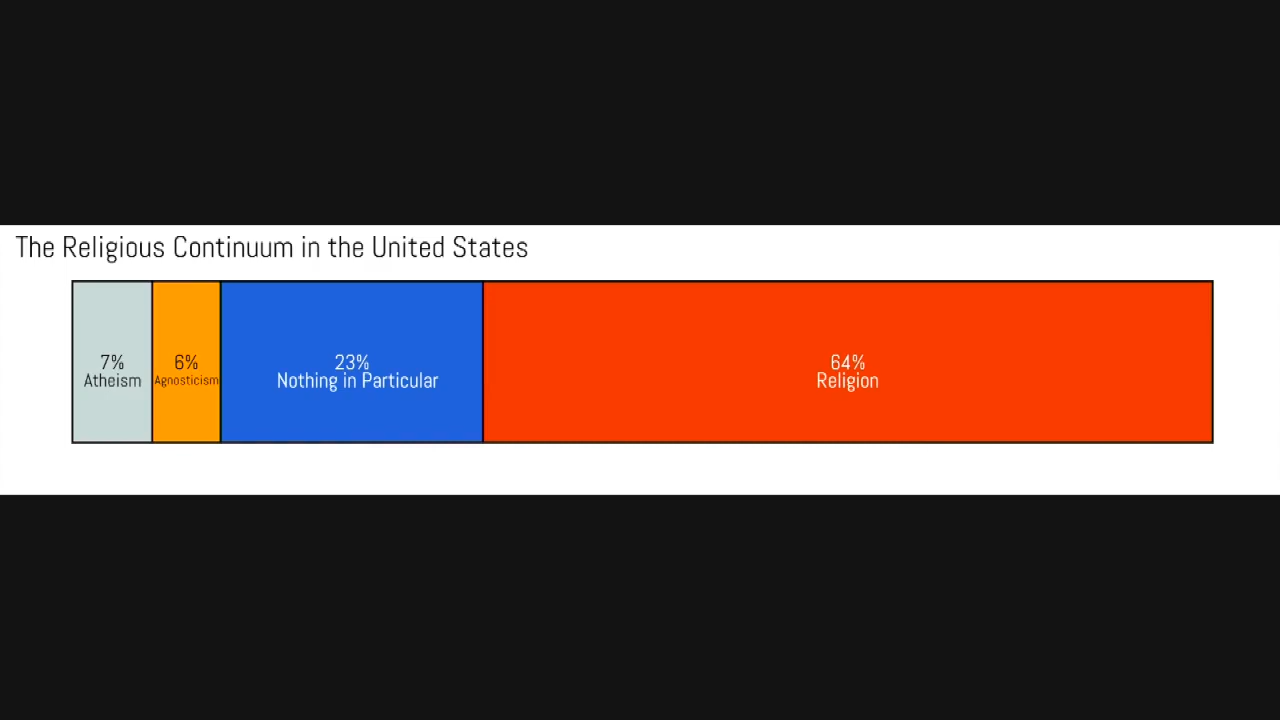 The Religious Continuum in the United States
7% 6% 23% 64%
Atheism Agnosticism Nothing in Particular Religion